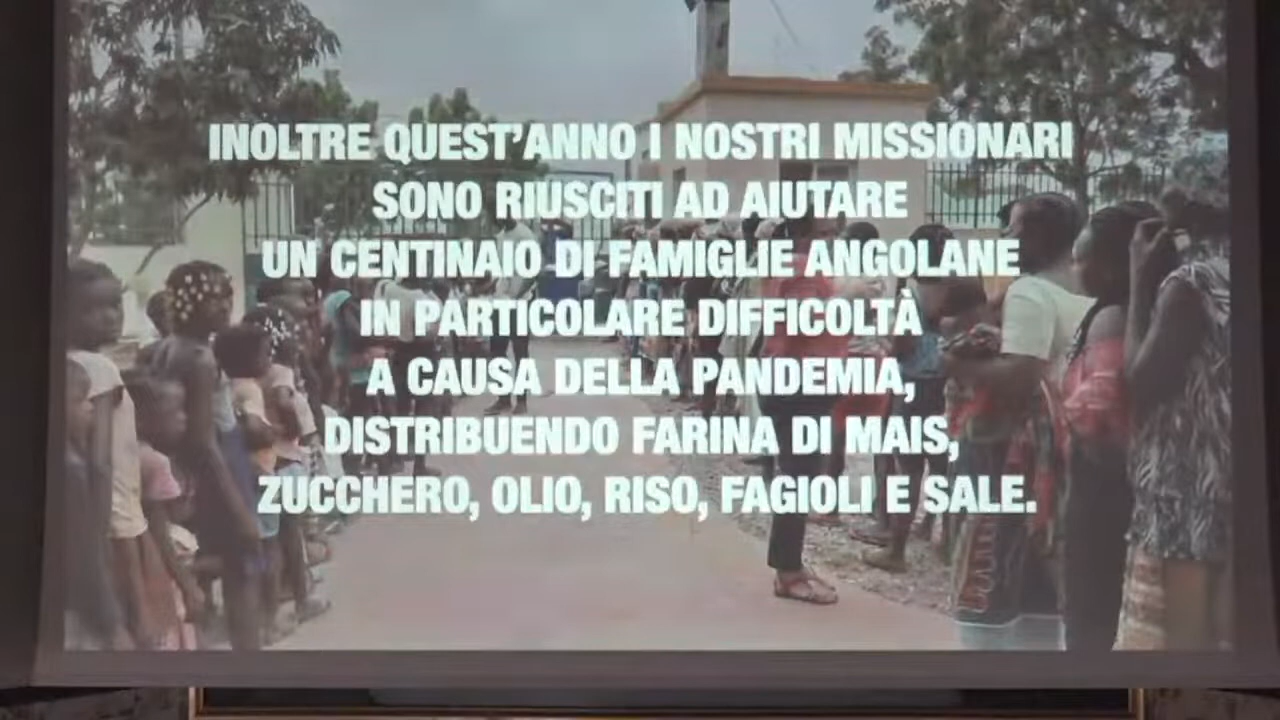 INOLTRE QUEST'ANNO I NOSTRI MISSIONARI
SONO RIUSCITI AD AIUTARE
UN CENTINAIO DI FAMIGLIE ANGOLANE
IN PARTICOLARE DIFFICOLTÀ
A CAUSA DELLA PANDEMIA,
DISTRIBUENDO FARINA DI MAIS,
ZUCCHERO, OLIO, RISO, FAGIOLI E SALE.